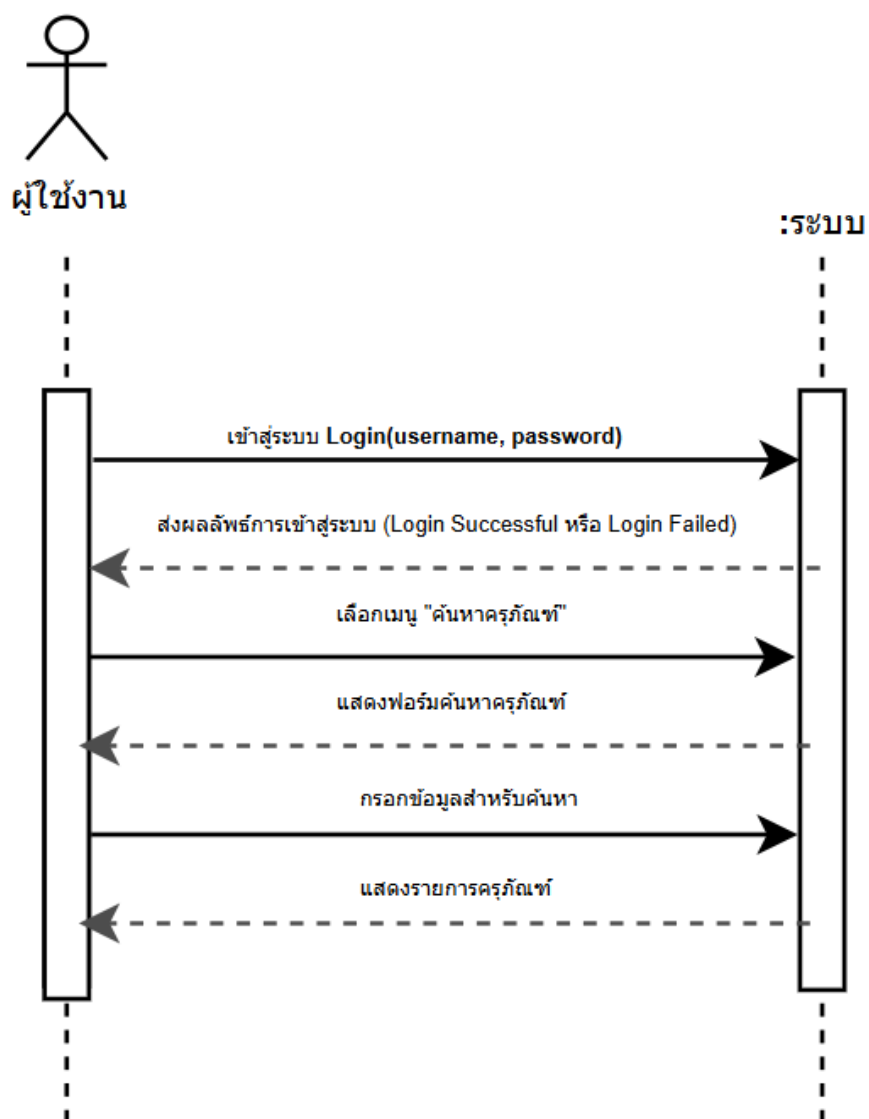 ผู้ใช้งาน
:ระบบ
เข้าสู่ระบบ Login(username, password)
ส่งผลลัพธ์การเข้าสู่ระบบ (Login Successful หรือ Login Failed)
เลือกเมนู "ค้นหาครุภัณฑ์"
แสดงฟอร์มค้นหาครุภัณฑ์
กรอกข้อมูลสำหรับค้นหา
แสดงรายการครุภัณฑ์